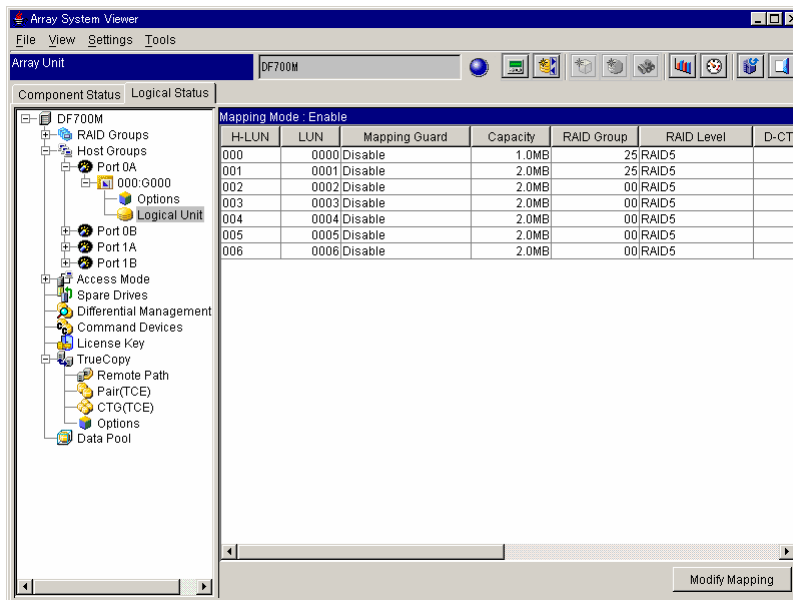 Array System Viewer
File View Settings Tools
Array Unit
DF700M
Component Status Logical Status
DF700M
RAID Groups
Host Groups
Port 0A
000:G000
Options
Logical Unit
Port 0B
Port 1A
Port 1B
Access Mode
Spare Drives
Differential Management
Command Devices
License Key
TrueCopy
Remote Path
Pair(TCE)
CTG(TCE)
Options
Data Pool
Mapping Mode : Enable
H-LUN LUN Mapping Guard Capacity RAID Group RAID Level D-CT
000 0000 Disable 1.0MB 25 RAID5
001 0001 Disable 2.0MB 25 RAID5
002 0002 Disable 2.0MB 00 RAID5
003 0003 Disable 2.0MB 00 RAID5
004 0004 Disable 2.0MB 00 RAID5
005 0005 Disable 2.0MB 00 RAID5
006 0006 Disable 2.0MB 00 RAID5
Modify Mapping